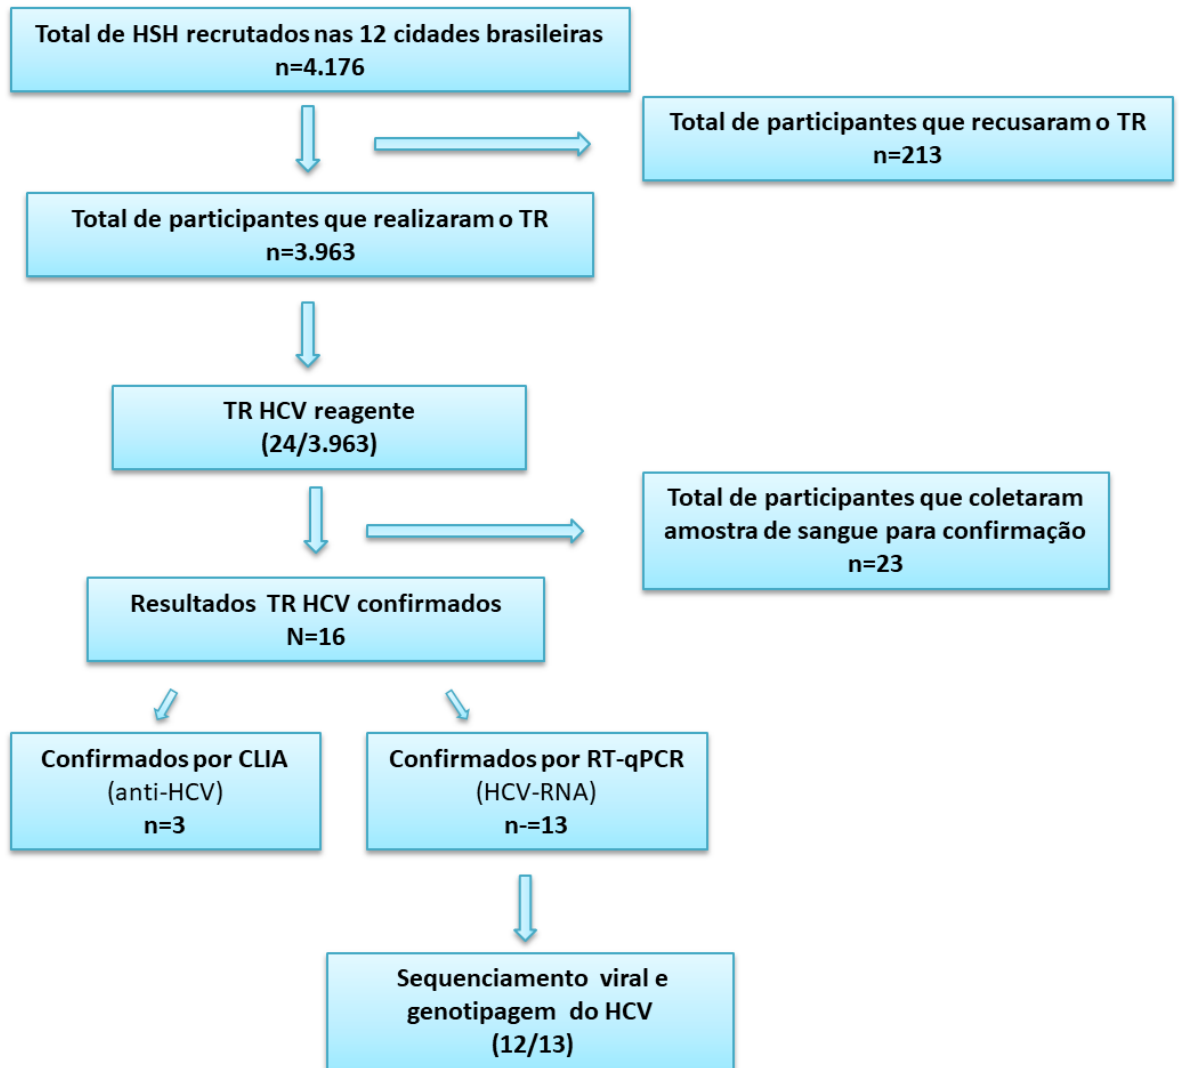 Total de HSH recrutados nas 12 cidades brasileiras
n=4.176
Total de participantes que recusaram o TR
n=213
Total de participantes que realizaram o TR
n=3.963
TR HCV reagente
(24/3.963)
Total de participantes que coletaram
amostra de sangue para confirmação
n=23
Resultados TR HCV confirmados
N=16
Confirmados por CLIA
(anti-HCV)
n=3
Confirmados por RT-qPCR
(HCV-RNA)
n-=13
Sequenciamento viral e
genotipagem do HCV
(12/13)